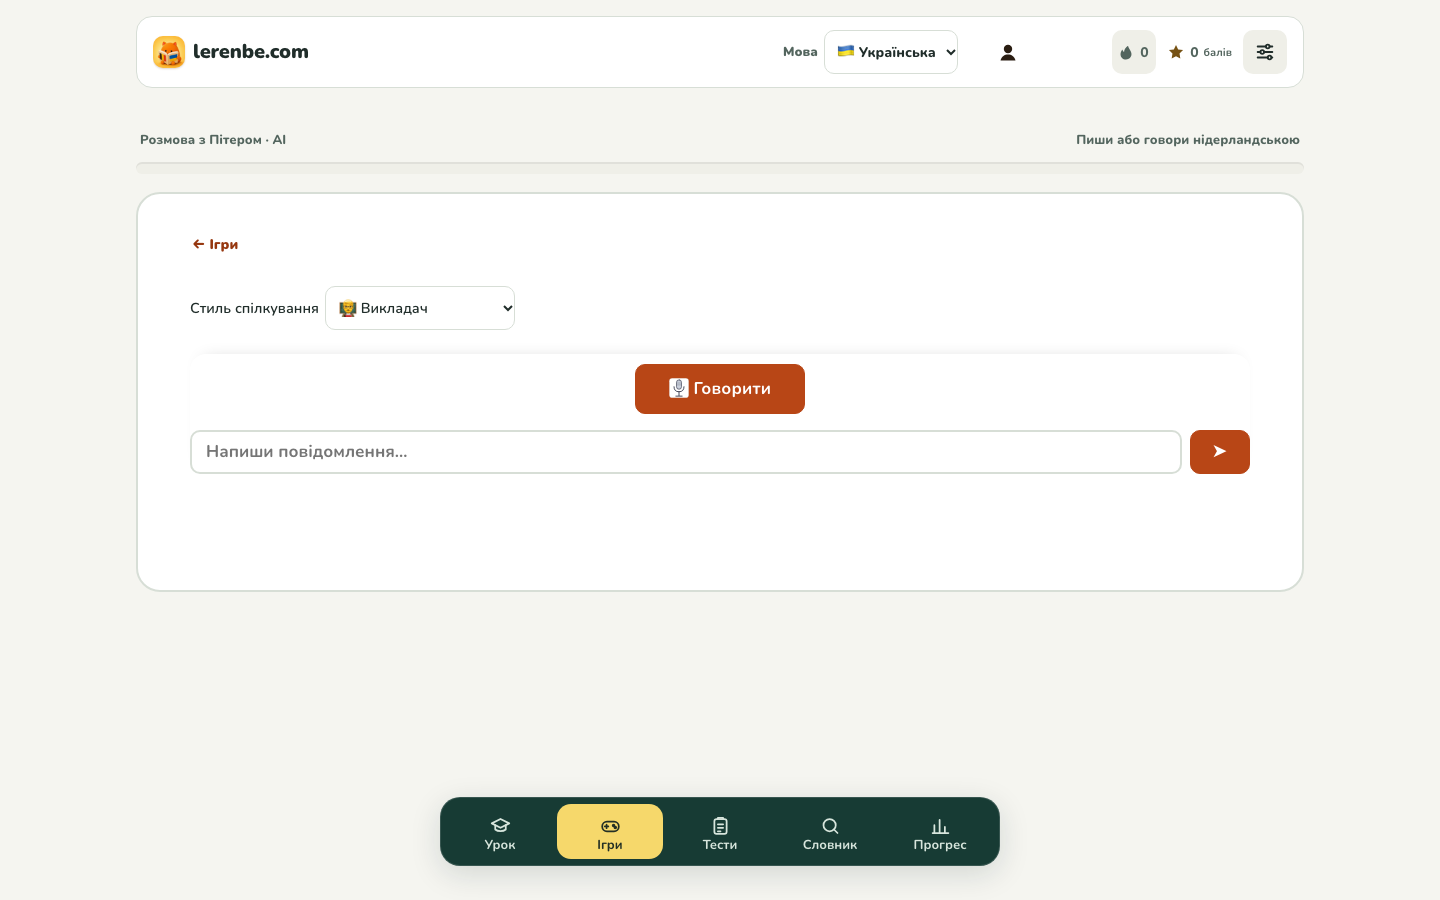 lerenbe.com
Мова
🇺🇦 Українська
0
0 балів
Розмова з Пітером · AI
Пиши або говори нідерландською
← Ігри
Стиль спілкування
👩‍🏫 Викладач
🎙️ Говорити
Напиши повідомлення...
➤
Урок
Ігри
Тести
Словник
Прогрес